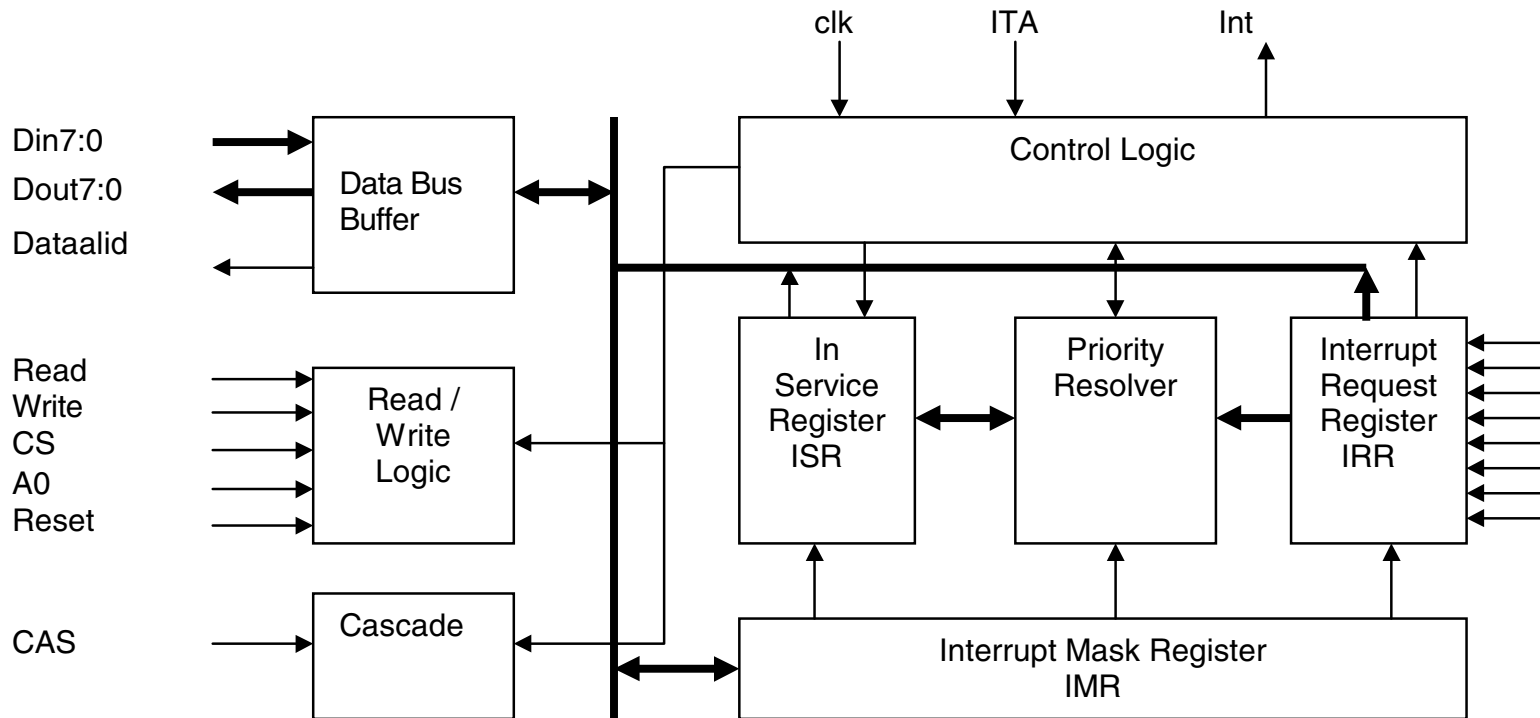 clk
ITA
Int
Din7:0
Dout7:0
Dataalid
Data Bus
Buffer
Control Logic
Read
Write
CS
A0
Reset
Read /
Write
Logic
In
Service
Register
ISR
Priority
Resolver
Interrupt
Request
Register
IRR
CAS
Cascade
Interrupt Mask Register
IMR